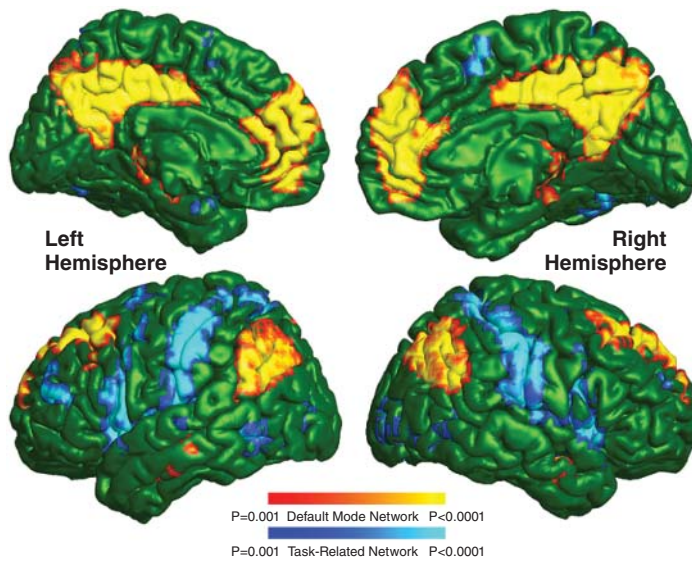 Left
Hemisphere
Right
Hemisphere
P=0.001 Default Mode Network P<0.0001
P=0.001 Task-Related Network P<0.0001